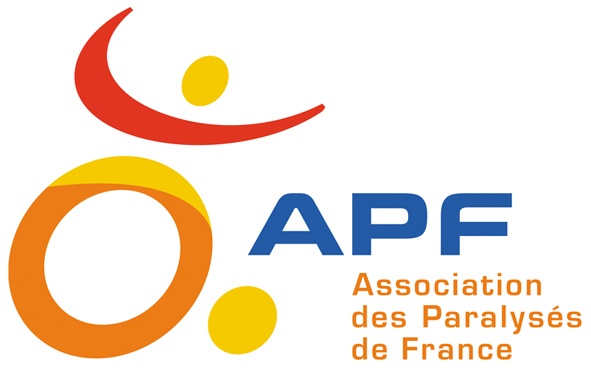 APF
Association
des Paralysés
de France